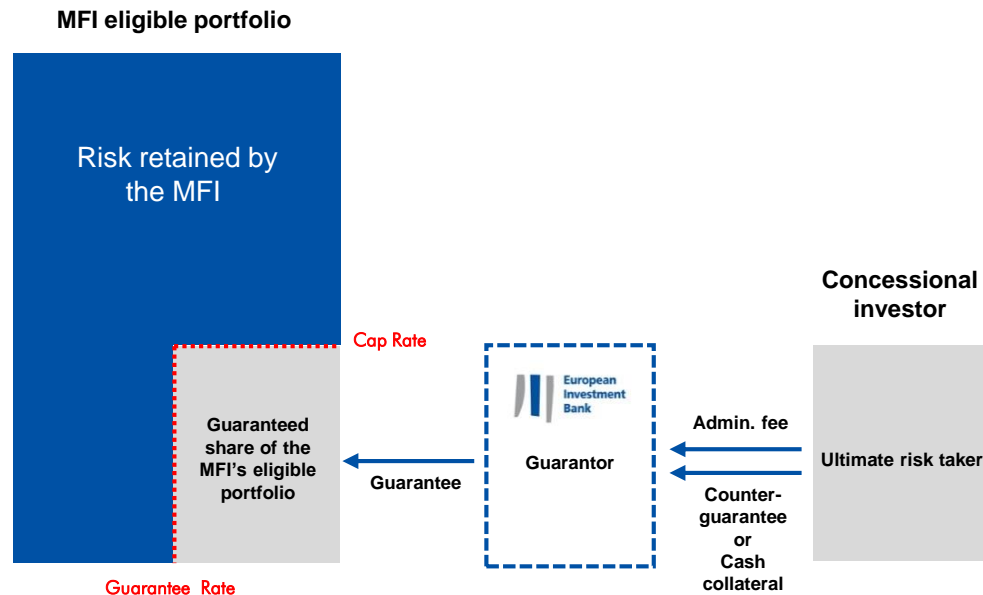 MFI eligible portfolio
Risk retained by
the MFI
Cap Rate
Guaranteed
share of the
MFI's eligible
portfolio
Guarantee Rate
Guarantee
European
Investment
Bank
Guarantor
Admin. fee
Counter-
guarantee
or
Cash
collateral
Concessional
investor
Ultimate risk taker